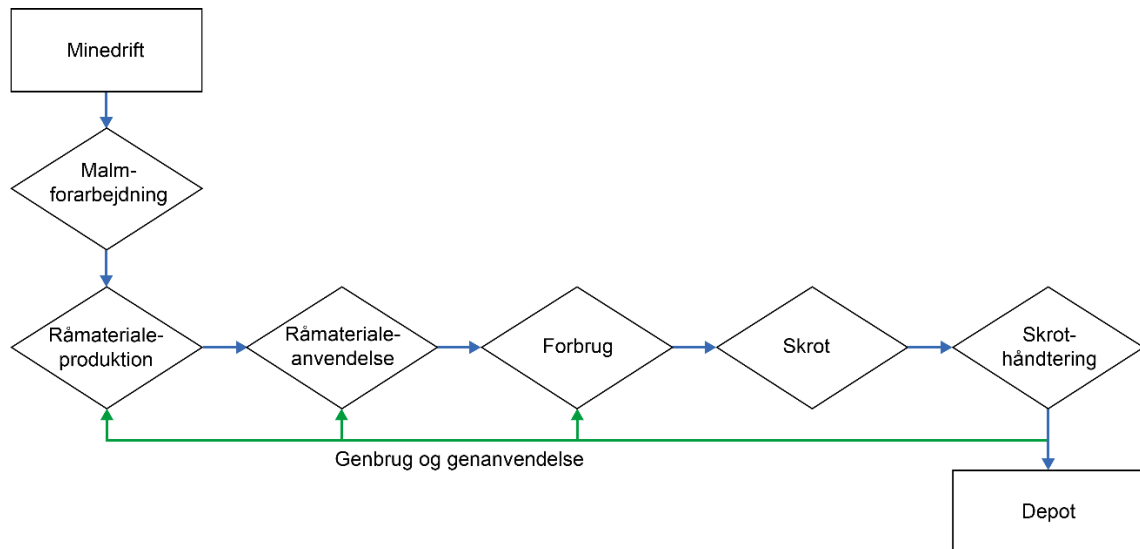 Minedrift
Malm-
forarbejdning
Råmateriale-
produktion
Råmateriale-
anvendelse
Forbrug
Skrot
Skrot-
håndtering
Genbrug og genanvendelse
Depot